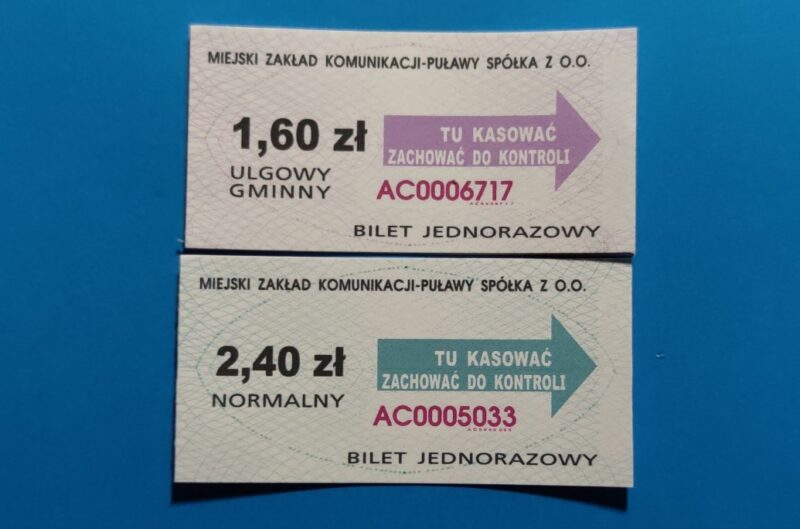 MIEJSKI ZAKŁAD KOMUNIKACJI-PUŁAWY SPÓŁKA Z O.O.
1,60 zł
ULGOWY
GMINNY
TU KASOWAĆ
ZACHOWAĆ DO KONTROLI
AC0006717
BILET JEDNORAZOWY
MIEJSKI ZAKŁAD KOMUNIKACJI-PUŁAWY SPÓŁKA Z O.O.
2,40 zł
NORMALNY
TU KASOWAĆ
ZACHOWAĆ DO KONTROLI
AC0005033
BILET JEDNORAZOWY